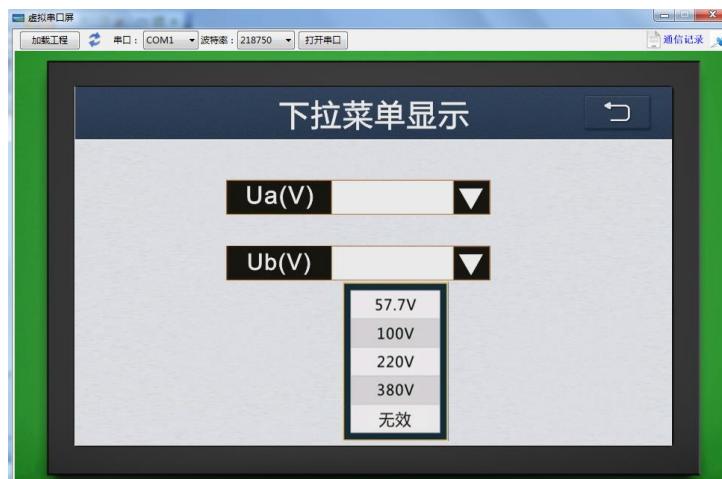 虚拟串口屏
加载工程 串口: COM1 波特率: 218750 打开串口 通信记录
下拉菜单显示
Ua(V)
Ub(V)
57.7V
100V
220V
380V
无效